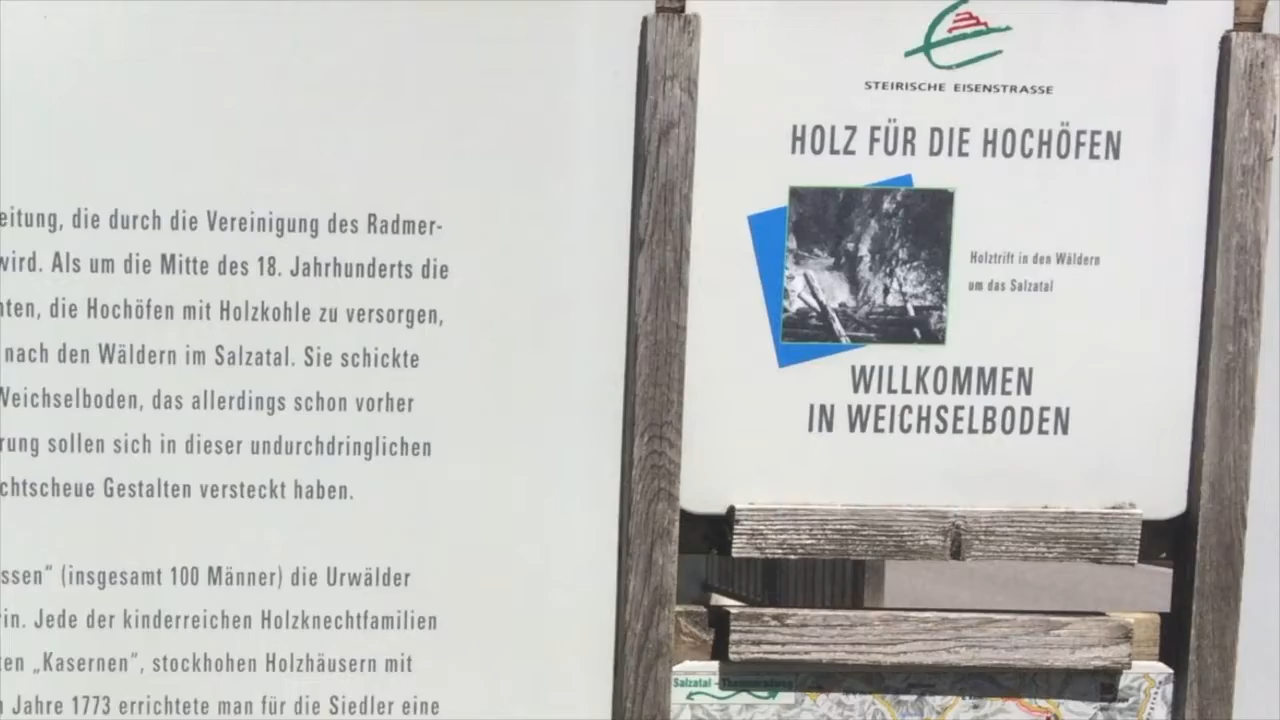 eitung, die durch die Vereinigung des Radmer-
wird. Als um die Mitte des 18. Jahrhunderts die
nten, die Hochöfen mit Holzkohle zu versorgen,
nach den Wäldern im Salzatal. Sie schickte
Weichselboden, das allerdings schon vorher
rung sollen sich in dieser undurchdringlichen
chtscheue Gestalten versteckt haben.
ssen“ (insgesamt 100 Männer) die Urwälder
in. Jede der kinderreichen Holzknechtfamilien
ten „Kasernen“, stockhohen Holzhäusern mit
Jahre 1773 errichtete man für die Siedler eine
STEIRISCHE EISENSTRASSE
HOLZ FÜR DIE HOCHÖFEN
Holztrift in den Wäldern
um das Salzatal
WILLKOMMEN
IN WEICHSELBODEN
Salzatal -